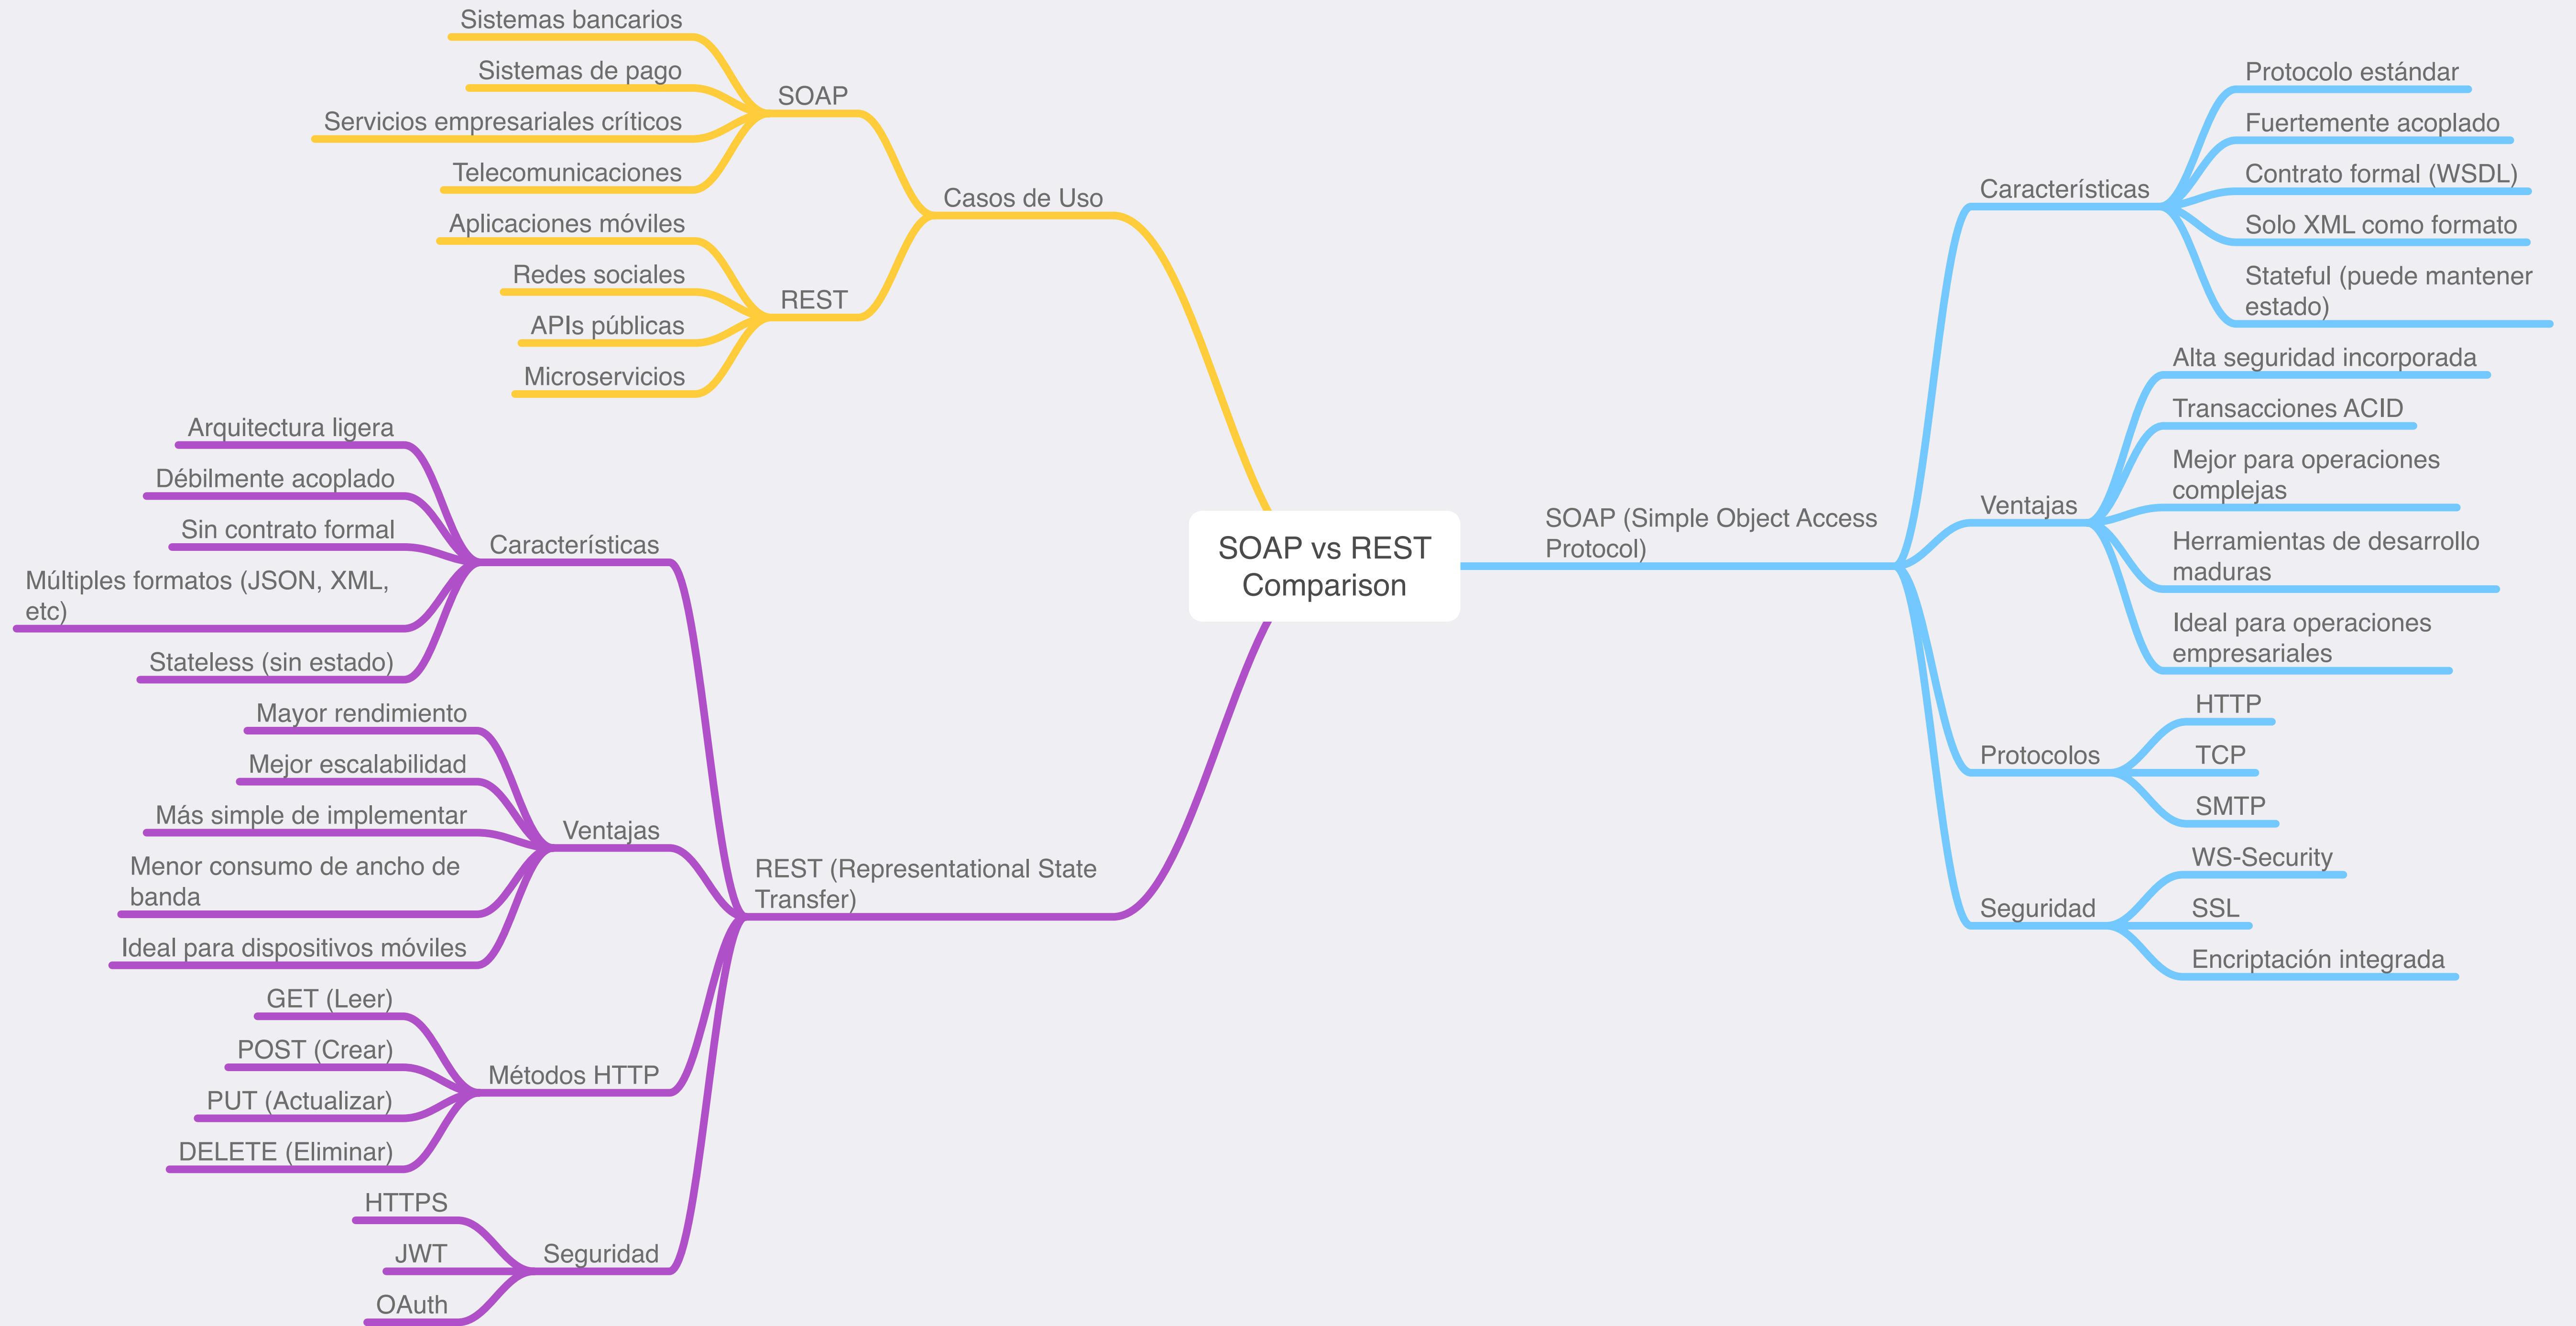 SOAP vs REST
Comparison
SOAP (Simple Object Access
Protocol)
Características
Protocolo estándar
Fuertemente acoplado
Contrato formal (WSDL)
Solo XML como formato
Stateful (puede mantener
estado)
Ventajas
Alta seguridad incorporada
Transacciones ACID
Mejor para operaciones
complejas
Herramientas de desarrollo
maduras
Ideal para operaciones
empresariales
Protocolos
HTTP
TCP
SMTP
Seguridad
WS-Security
SSL
Encriptación integrada
Casos de Uso
SOAP
Sistemas bancarios
Sistemas de pago
Servicios empresariales críticos
Telecomunicaciones
REST
Aplicaciones móviles
Redes sociales
APIs públicas
Microservicios
REST (Representational State
Transfer)
Características
Arquitectura ligera
Débilmente acoplado
Sin contrato formal
Múltiples formatos (JSON, XML,
etc)
Stateless (sin estado)
Ventajas
Mayor rendimiento
Mejor escalabilidad
Más simple de implementar
Menor consumo de ancho de
banda
Ideal para dispositivos móviles
Métodos HTTP
GET (Leer)
POST (Crear)
PUT (Actualizar)
DELETE (Eliminar)
Seguridad
HTTPS
JWT
OAuth